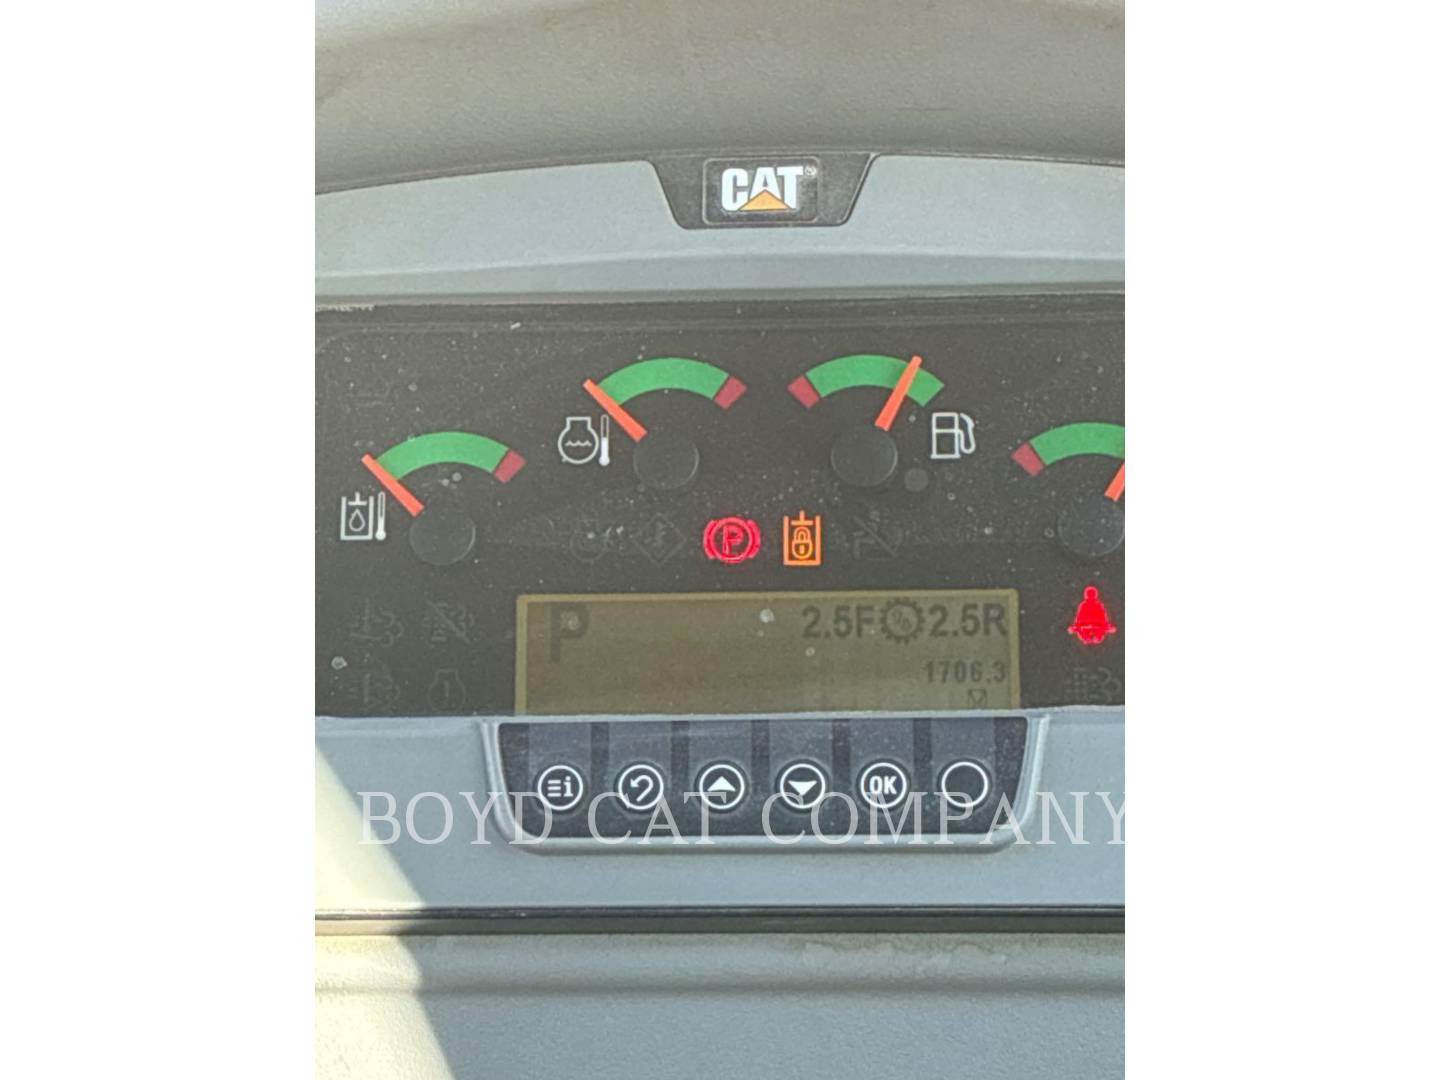 CAT®
P
P 2.5F % 2.5R
1706.3
i OK
BOYD CAT COMPANY